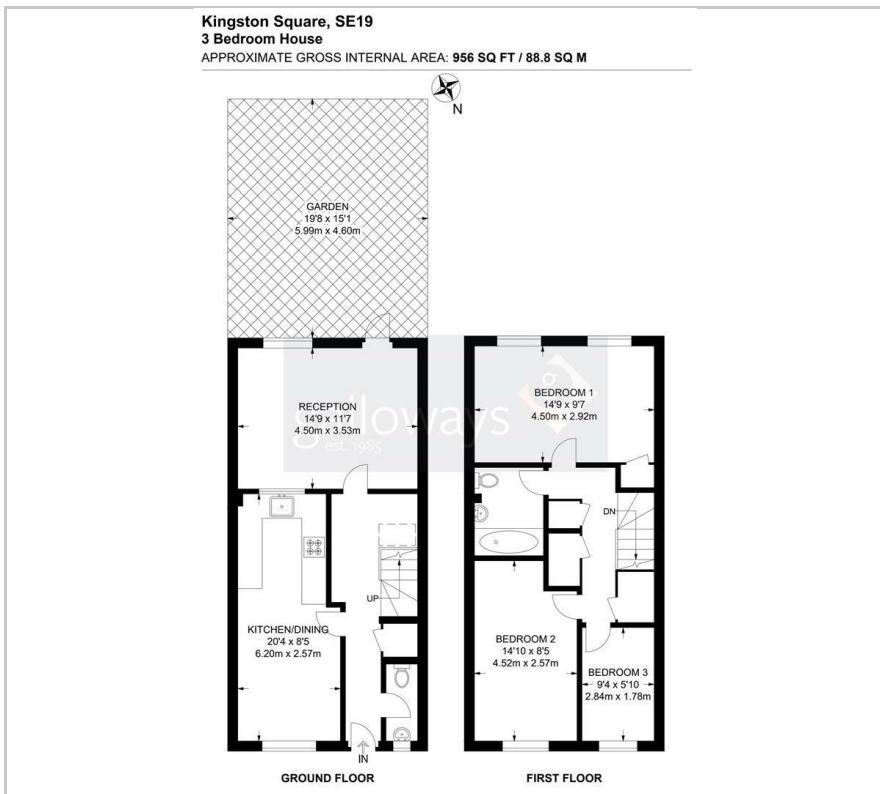 Kingston Square, SE19
3 Bedroom House
APPROXIMATE GROSS INTERNAL AREA: 956 SQ FT / 88.8 SQ M
N
GARDEN
19'8 x 15'1
5.99m x 4.60m
RECEPTION
14'9 x 11'7
4.50m x 3.53m
BEDROOM 1
14'9 x 9'7
4.50m x 2.92m
galloways
est. 1985
g
DN
UP
KITCHEN/DINING
20'4 x 8'5
6.20m x 2.57m
BEDROOM 2
14'10 x 8'5
4.52m x 2.57m
BEDROOM 3
9'4 x 5'10
2.84m x 1.78m
IN
GROUND FLOOR
FIRST FLOOR